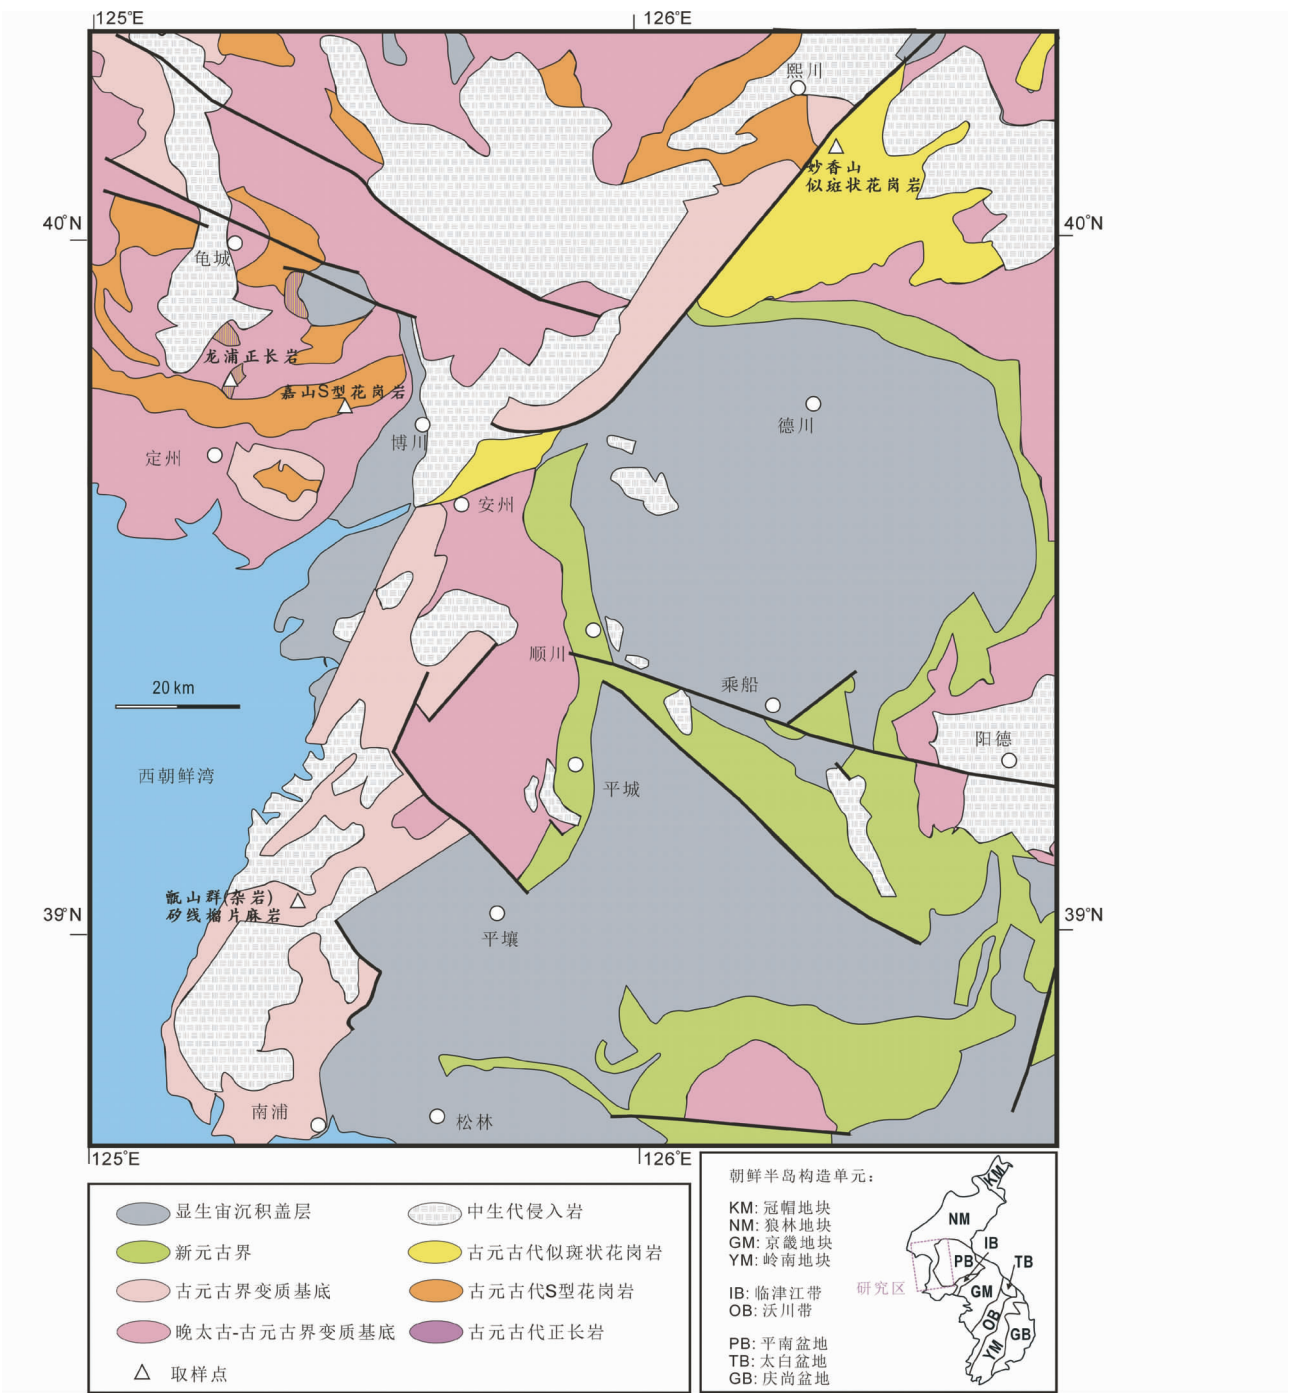 125°E
126°E
熙川
妙香山
似斑状花岗岩
40°N
40°N
龟城
龙浦正长岩
嘉山S型花岗岩
德川
博川
定州
安州
顺川
20 km
乘船
阳德
西朝鲜湾
平城
甑山群(杂岩)
矽线榴片麻岩
39°N
39°N
平壤
南浦
松林
125°E
126°E
显生宙沉积盖层
中生代侵入岩
新元古界
古元古代似斑状花岗岩
古元古界变质基底
古元古代S型花岗岩
晚太古-古元古界变质基底
古元古代正长岩
取样点
朝鲜半岛构造单元:
KM: 冠帽地块
NM: 狼林地块
GM: 京畿地块
YM: 岭南地块
IB: 临津江带
OB: 沃川带
PB: 平南盆地
TB: 太白盆地
GB: 庆尚盆地
KM
NM
IB
PB
TB
研究区
GM
OB
GB
YM